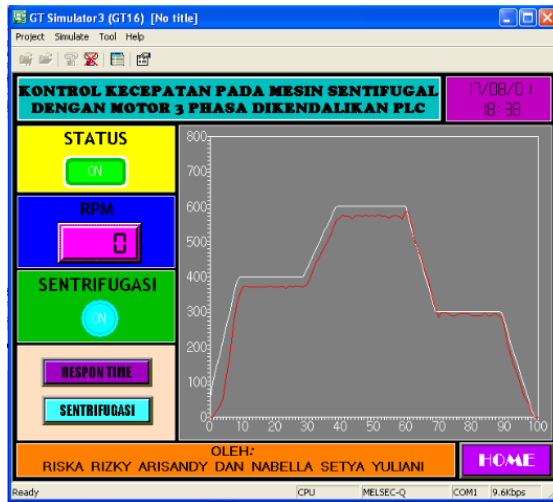 GT Simulator3 (GT16) [No title]
Project Simulate Tool Help
KONTROL KECEPATAN PADA MESIN SENTIFUGAL
DENGAN MOTOR 3 PHASA DIKENDALIKAN PLC
17/08/01
18:38
STATUS
ON
RPM
0
SENTRIFUGASI
ON
RESPON TIME
SENTRIFUGASI
800
700
600
500
400
300
200
100
0
0 10 20 30 40 50 60 70 80 90 100
OLEH:
RISKA RIZKY ARISANDY DAN NABELLA SETYA YULIANI
HOME
Ready CPU MELSEC-Q COM1 9.6Kbps